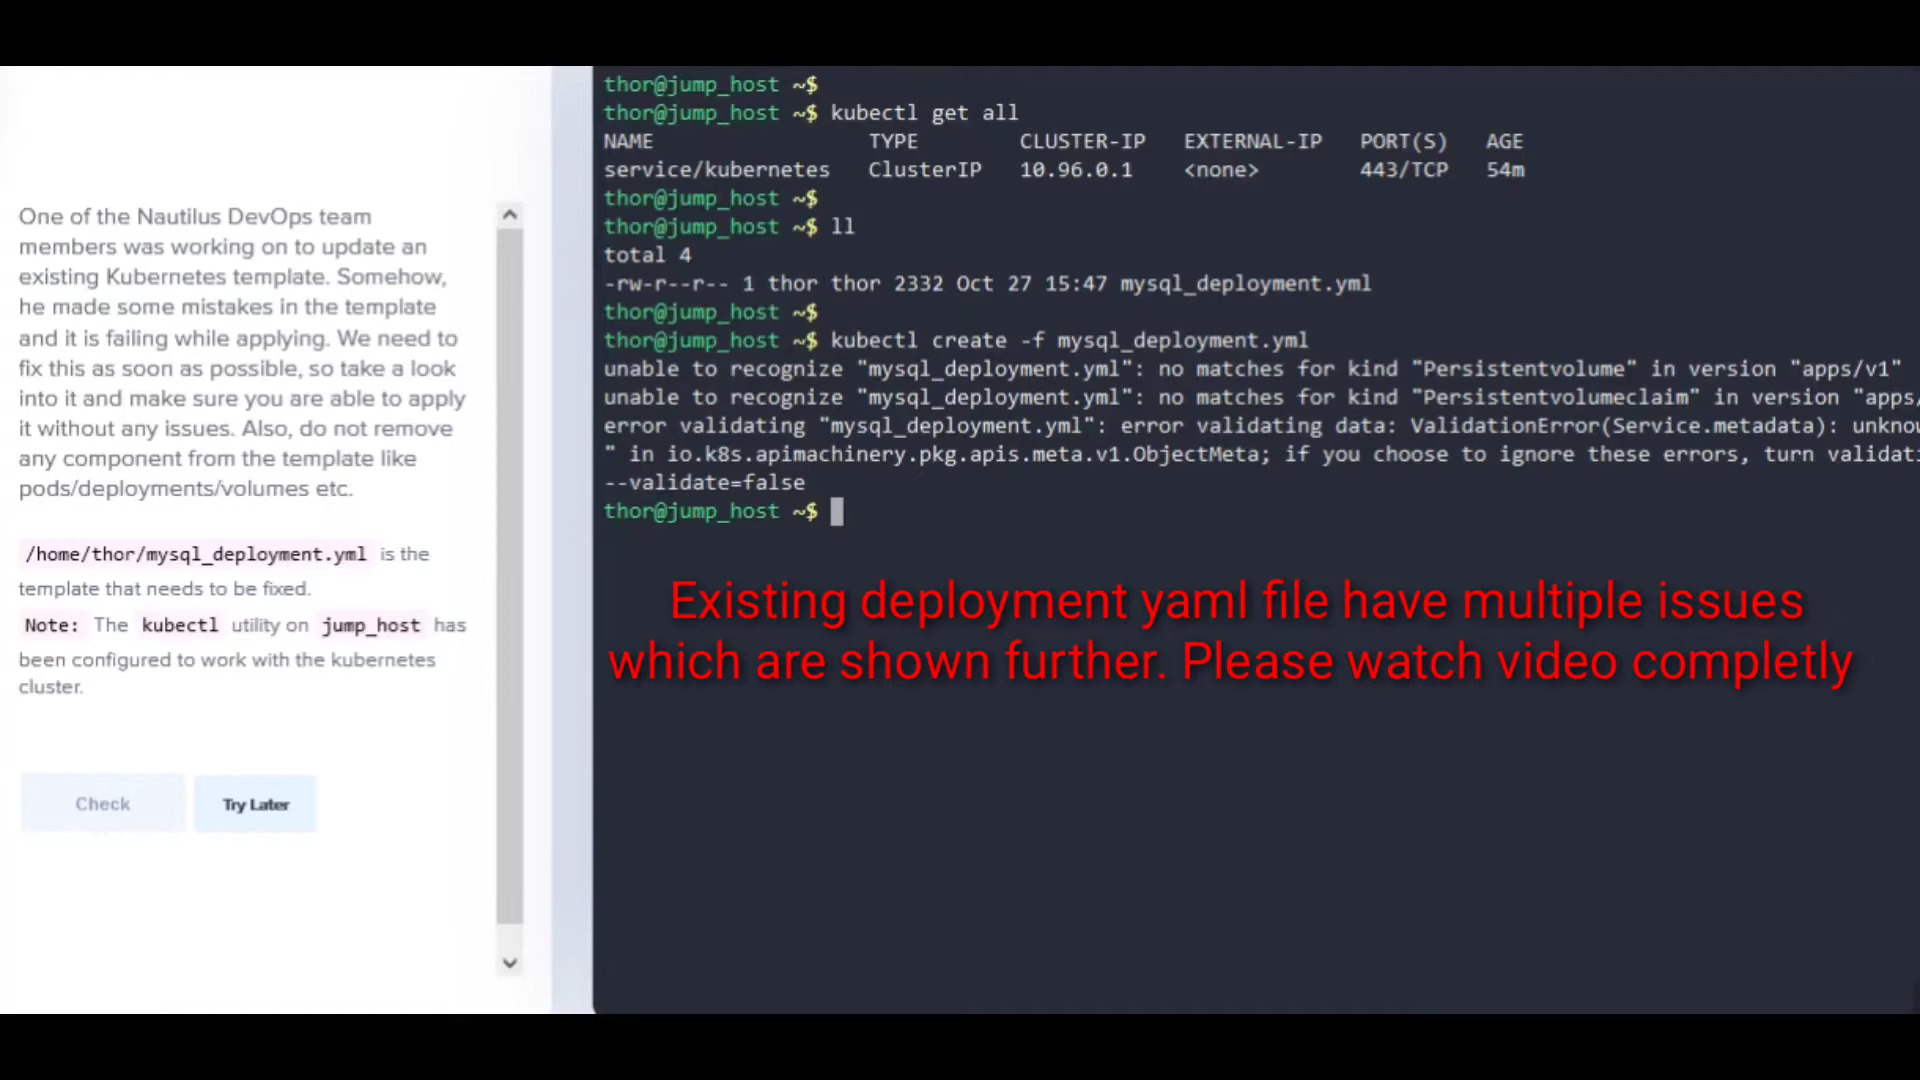 One of the Nautilus DevOps team
members was working on to update an
existing Kubernetes template. Somehow,
he made some mistakes in the template
and it is failing while applying. We need to
fix this as soon as possible, so take a look
into it and make sure you are able to apply
it without any issues. Also, do not remove
any component from the template like
pods/deployments/volumes etc.
/home/thor/mysql_deployment.yml is the
template that needs to be fixed.
Note: The kubectl utility on jump_host has
been configured to work with the kubernetes
cluster.
Check
Try Later
thor@jump_host ~$
thor@jump_host ~$ kubectl get all
NAME TYPE CLUSTER-IP EXTERNAL-IP PORT(S) AGE
service/kubernetes ClusterIP 10.96.0.1 <none> 443/TCP 54m
thor@jump_host ~$
thor@jump_host ~$ ll
total 4
-rw-r--r-- 1 thor thor 2332 Oct 27 15:47 mysql_deployment.yml
thor@jump_host ~$
thor@jump_host ~$ kubectl create -f mysql_deployment.yml
unable to recognize "mysql_deployment.yml": no matches for kind "Persistentvolume" in version "apps/v1"
unable to recognize "mysql_deployment.yml": no matches for kind "Persistentvolumeclaim" in version "apps/
error validating "mysql_deployment.yml": error validating data: ValidationError(Service.metadata): unkno
" in io.k8s.apimachinery.pkg.apis.meta.v1.ObjectMeta; if you choose to ignore these errors, turn validat
--validate=false
thor@jump_host ~$
Existing deployment yaml file have multiple issues
which are shown further. Please watch video completly